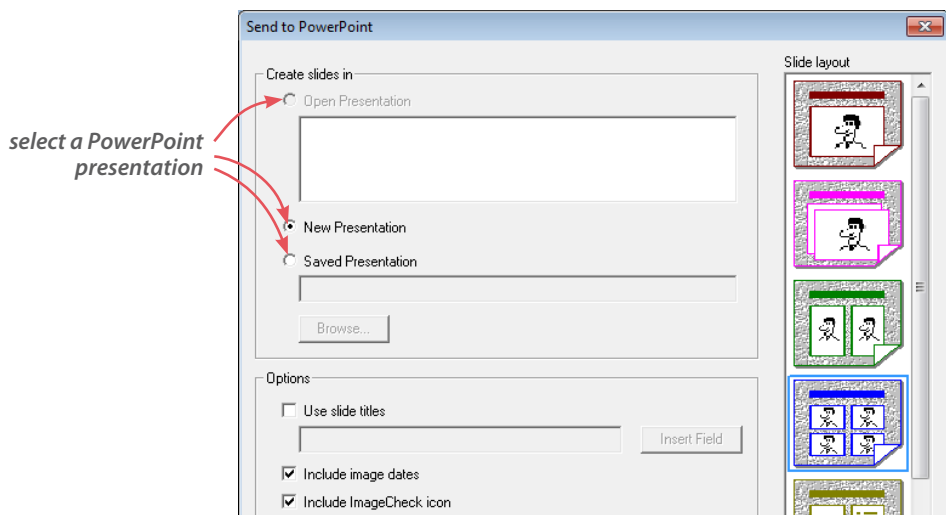 Send to PowerPoint
Create slides in
Open Presentation
select a PowerPoint
presentation
New Presentation
Saved Presentation
Browse...
Options
Use slide titles
Insert Field
Include image dates
Include ImageCheck icon
Slide layout